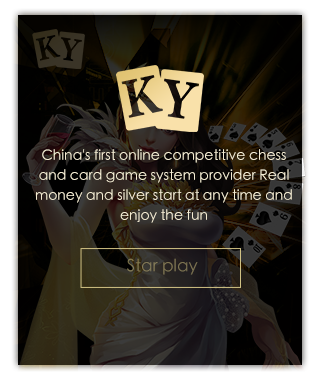 KY
KY
China's first online competitive chess
and card game system provider Real
money and silver start at any time and
enjoy the fun
Star play